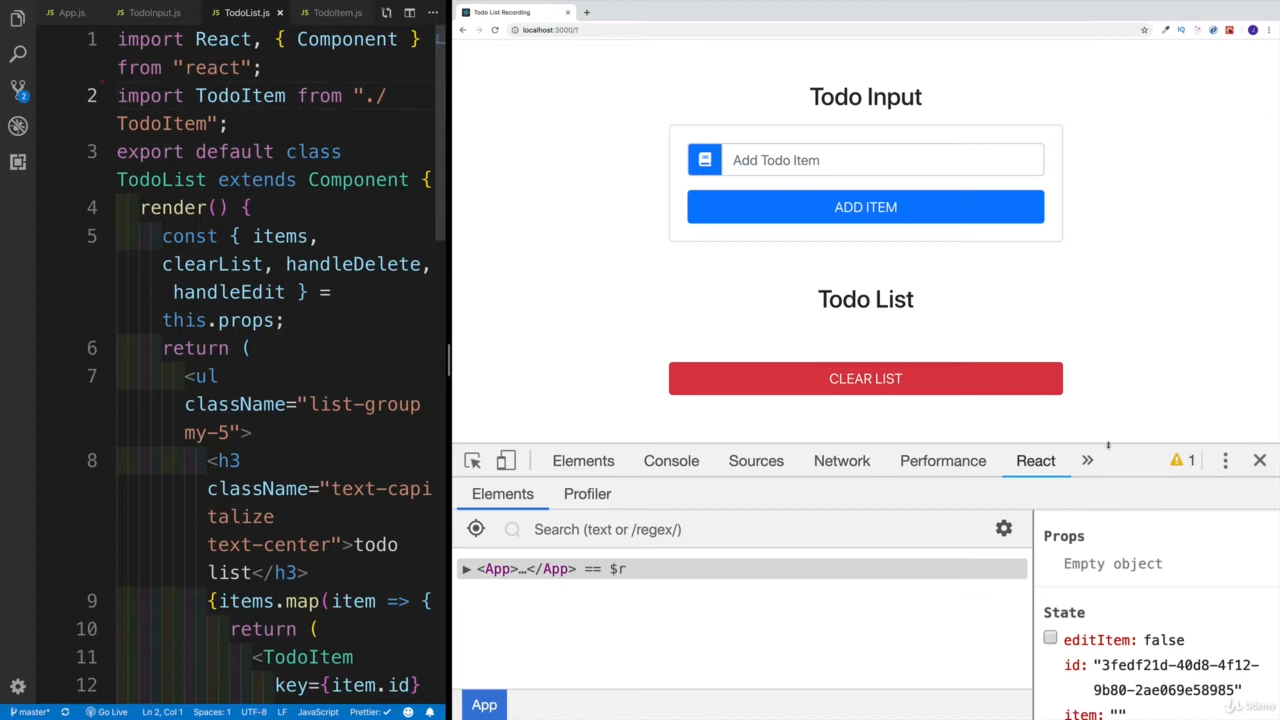 App.js
TodoInput.js
TodoList.js
TodoItem.js
1 import React, { Component }
from "react";
2 import TodoItem from "./
TodoItem";
3 export default class
TodoList extends Component {
4 render() {
5 const { items,
clearList, handleDelete,
handleEdit } =
this.props;
6 return (
7 <ul
className="list-group
my-5">
8 <h3
className="text-capi
talize
text-center">todo
list</h3>
9 {items.map(item => {
10 return (
11 <TodoItem
12 key={item.id}
2
master*
Go Live
Ln 2, Col 1
Spaces: 1
UTF-8
LF
JavaScript
Prettier: ✓
Todo List Recording
localhost:3000/?
IQ
J
Todo Input
Add Todo Item
ADD ITEM
Todo List
CLEAR LIST
Elements
Console
Sources
Network
Performance
React
1
Elements
Profiler
Search (text or /regex/)
<App>…</App> == $r
Props
Empty object
State
editItem: false
id: "3fedf21d-40d8-4f12-
9b80-2ae069e58985"
item: ""
App
Udemy